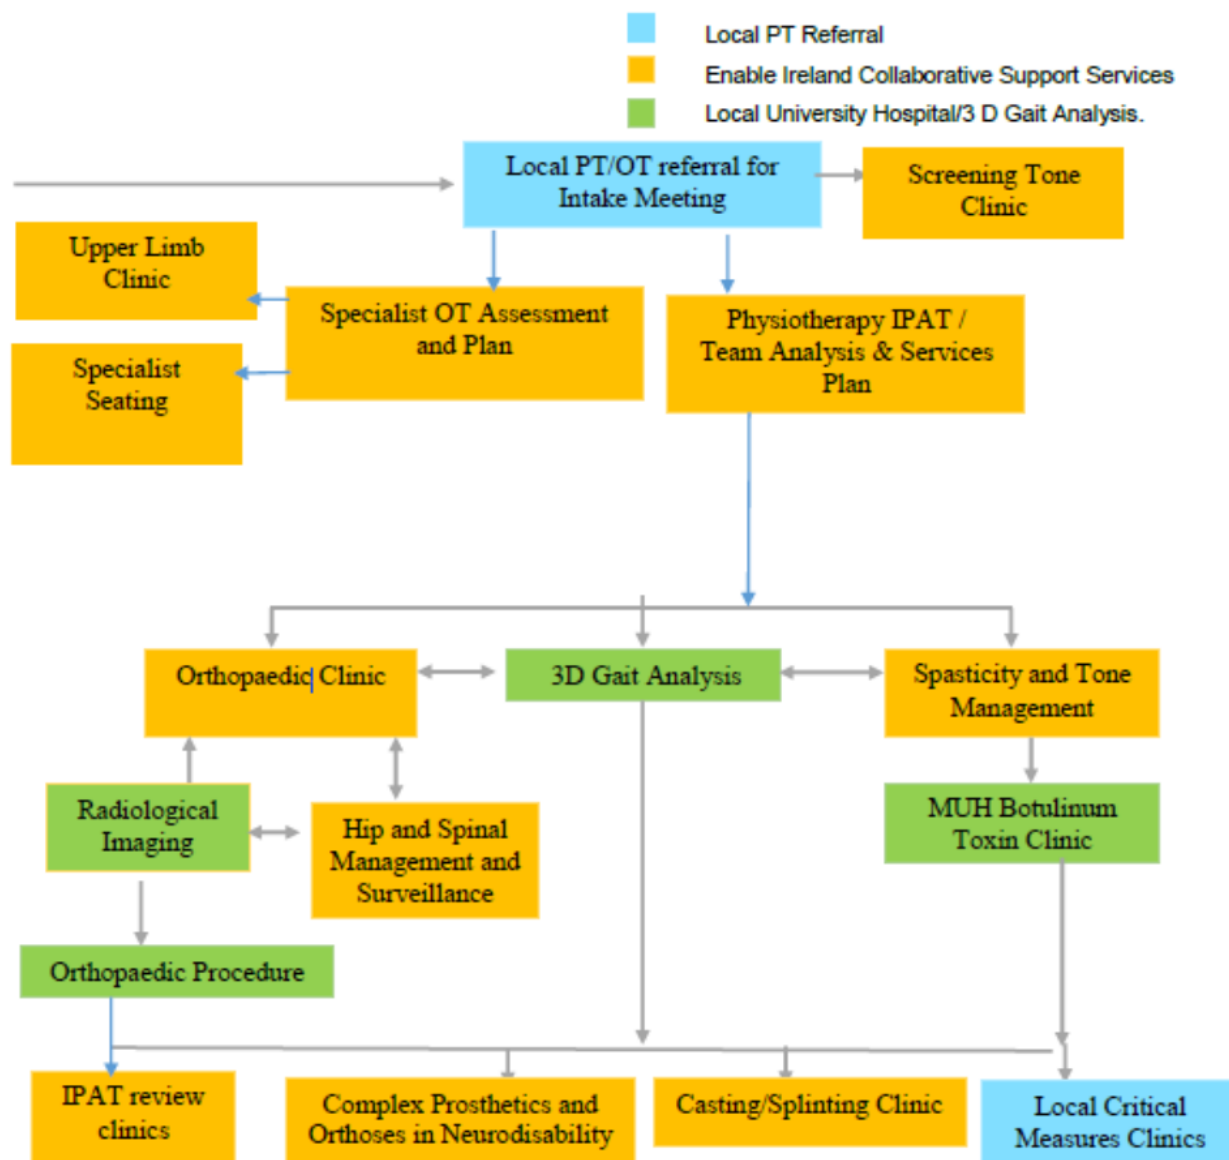 Local PT Referral
Enable Ireland Collaborative Support Services
Local University Hospital/3 D Gait Analysis.
Local PT/OT referral for
Intake Meeting
Screening Tone
Clinic
Upper Limb
Clinic
Specialist OT Assessment
and Plan
Physiotherapy IPAT /
Team Analysis & Services
Plan
Specialist
Seating
Orthopaedic Clinic
3D Gait Analysis
Spasticity and Tone
Management
Radiological
Imaging
Hip and Spinal
Management and
Surveillance
MUH Botulinum
Toxin Clinic
Orthopaedic Procedure
IPAT review
clinics
Complex Prosthetics and
Orthoses in Neurodisability
Casting/Splinting Clinic
Local Critical
Measures Clinics